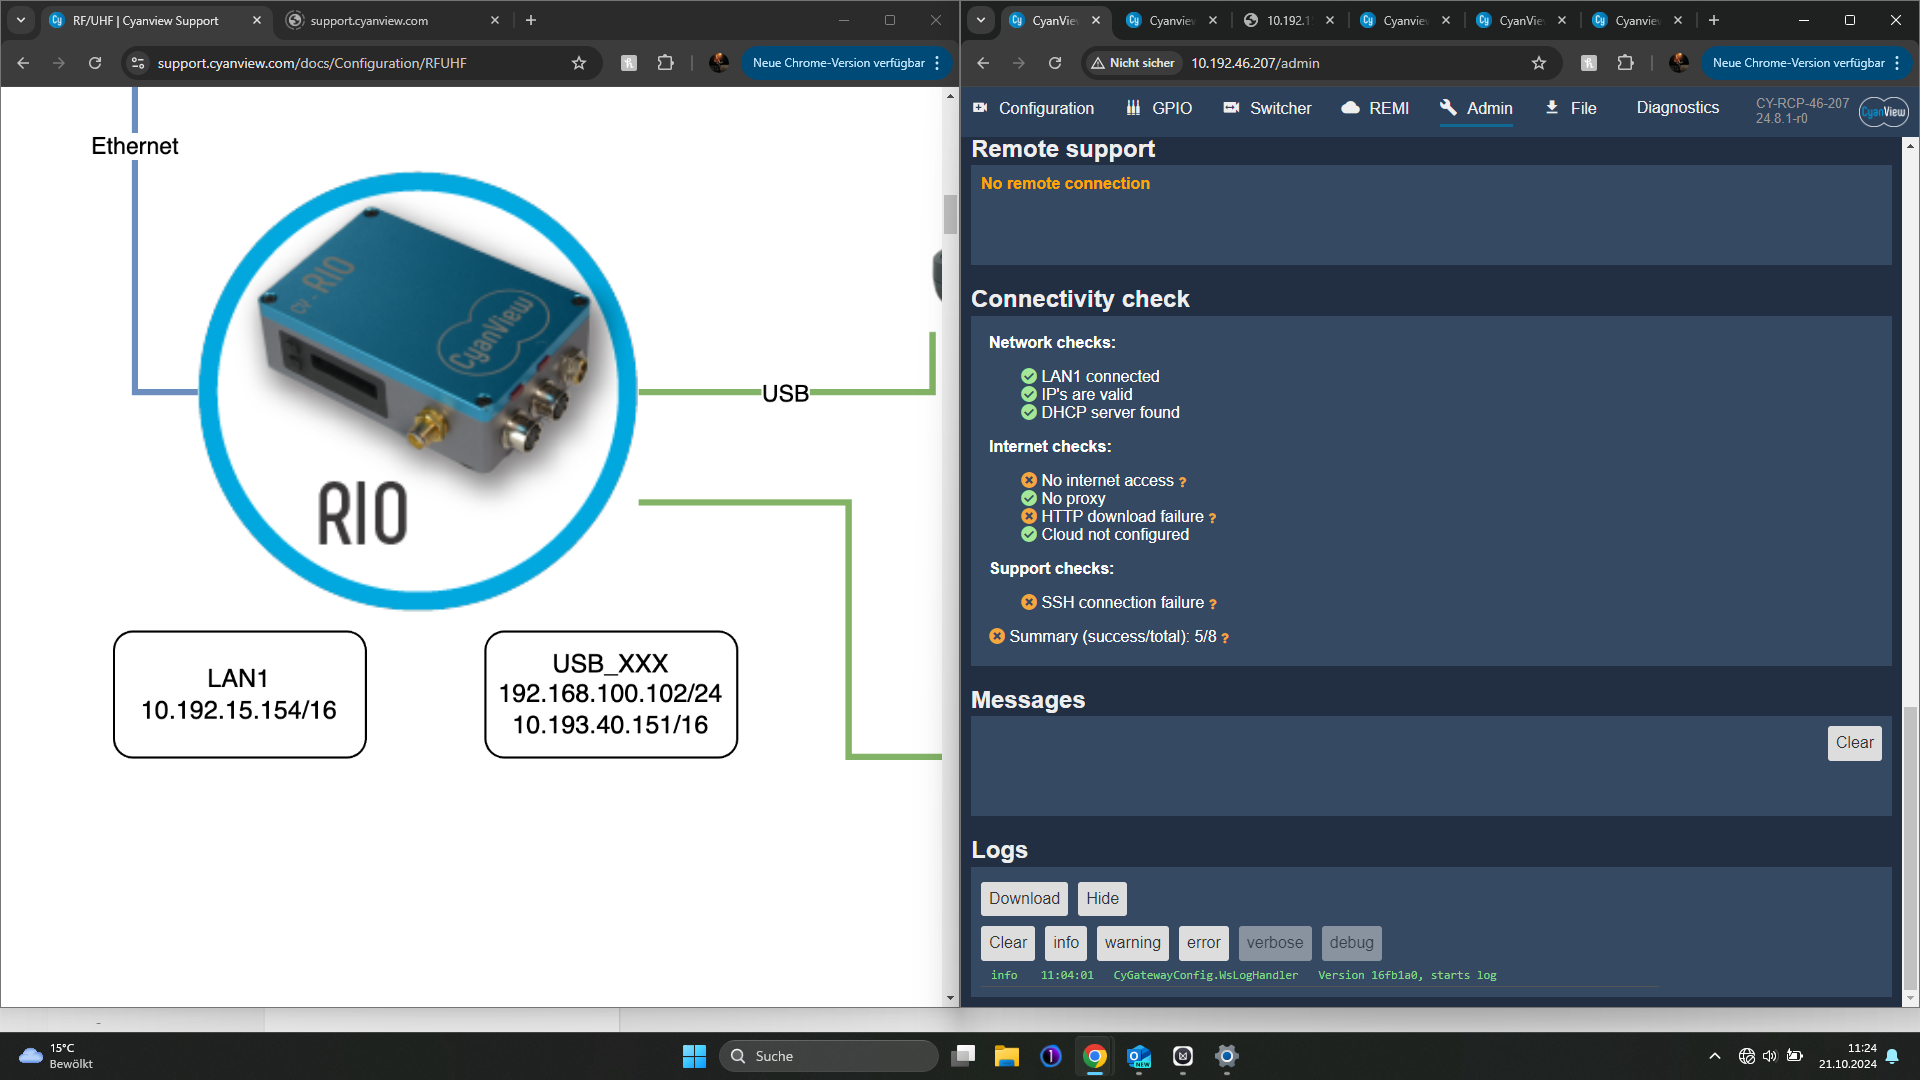 RF/UHF | Cyanview Support
support.cyanview.com
support.cyanview.com/docs/Configuration/RFUHF
Neue Chrome-Version verfügbar
Ethernet
CY-RIO
CyanView
RIO
USB
LAN1
10.192.15.154/16
USB_XXX
192.168.100.102/24
10.193.40.151/16
CyanVie
Cyanvie
10.192.1
Cyanvie
CyanVie
Cyanvie
Nicht sicher
10.192.46.207/admin
Neue Chrome-Version verfügbar
Configuration
GPIO
Switcher
REMI
Admin
File
Diagnostics
CY-RCP-46-207
24.8.1-r0
CyanView
Remote support
No remote connection
Connectivity check
Network checks:
LAN1 connected
IP's are valid
DHCP server found
Internet checks:
No internet access ?
No proxy
HTTP download failure ?
Cloud not configured
Support checks:
SSH connection failure ?
Summary (success/total): 5/8 ?
Messages
Clear
Logs
Download
Hide
Clear
info
warning
error
verbose
debug
info 11:04:01 CyGatewayConfig.WsLogHandler Version 16fb1a0, starts log
15°C
Bewölkt
Suche
NEW
11:24
21.10.2024